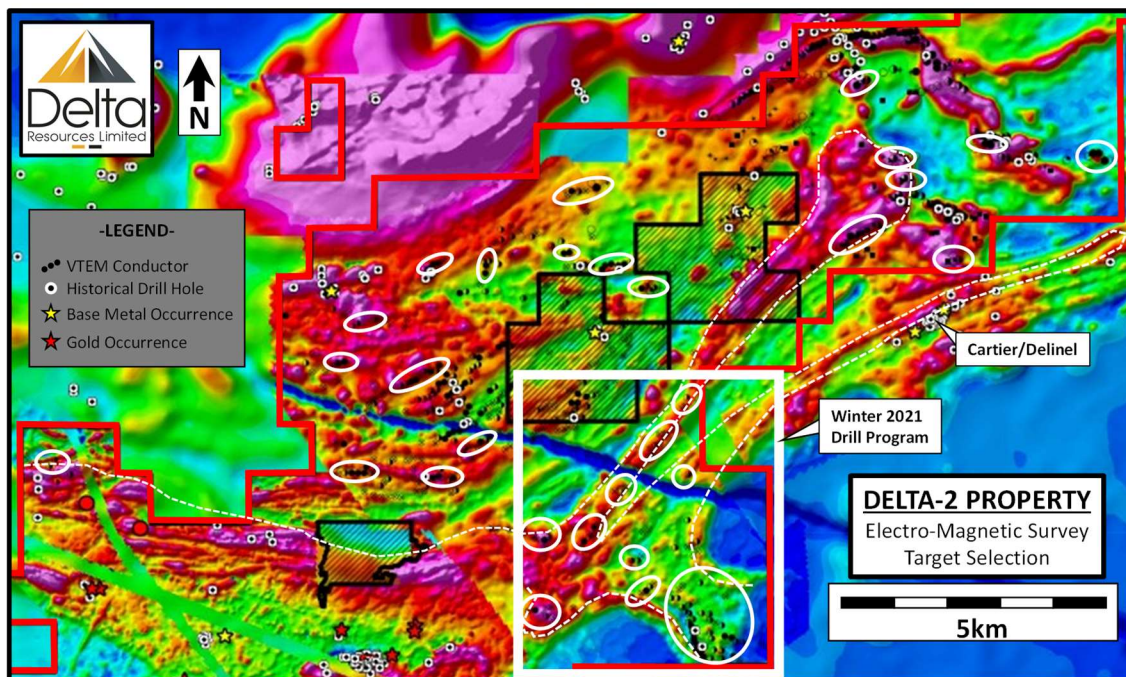 Delta
Resources Limited
N
-LEGEND-
VTEM Conductor
Historical Drill Hole
Base Metal Occurrence
Gold Occurrence
Cartier/Delinel
Winter 2021
Drill Program
DELTA-2 PROPERTY
Electro-Magnetic Survey
Target Selection
5km